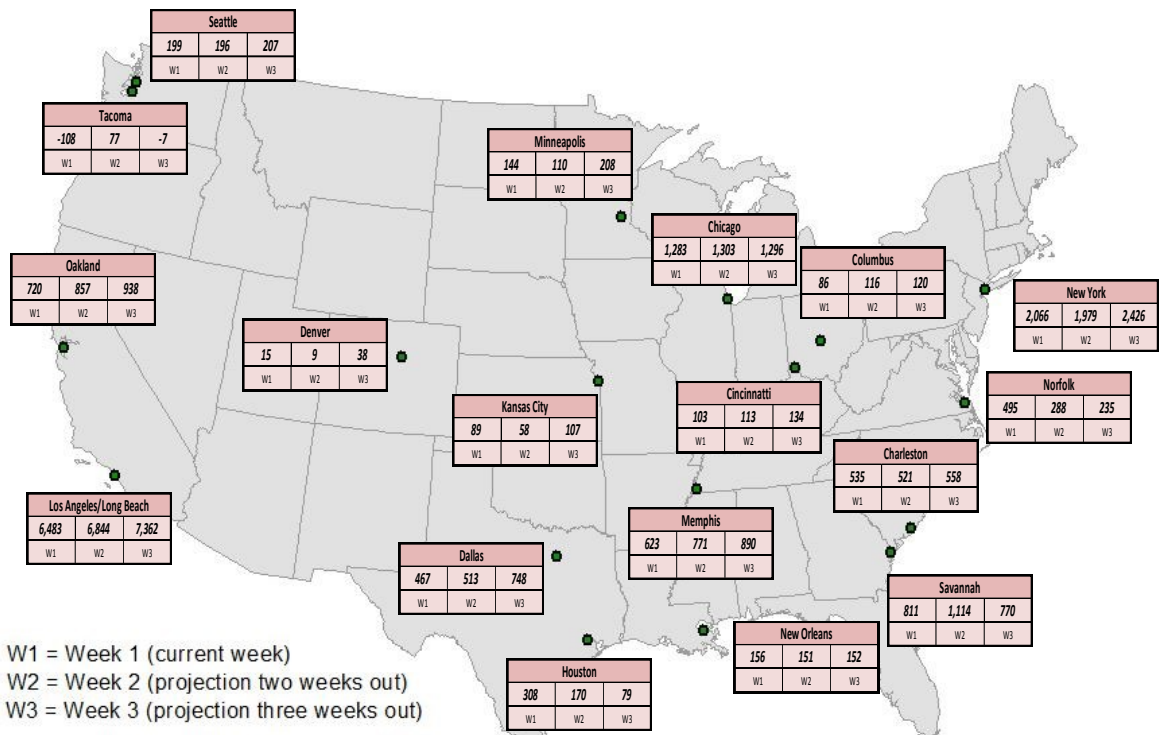 Seattle
199 196 207
W1 W2 W3
Tacoma
-108 77 -7
W1 W2 W3
Minneapolis
144 110 208
W1 W2 W3
Chicago
1,283 1,303 1,296
W1 W2 W3
Columbus
86 116 120
W1 W2 W3
Oakland
720 857 938
W1 W2 W3
New York
2,066 1,979 2,426
W1 W2 W3
Denver
15 9 38
W1 W2 W3
Norfolk
495 288 235
W1 W2 W3
Cincinnatti
103 113 134
W1 W2 W3
Kansas City
89 58 107
W1 W2 W3
Charleston
535 521 558
W1 W2 W3
Los Angeles/Long Beach
6,483 6,844 7,362
W1 W2 W3
Memphis
623 771 890
W1 W2 W3
Dallas
467 513 748
W1 W2 W3
Savannah
811 1,114 770
W1 W2 W3
New Orleans
156 151 152
W1 W2 W3
Houston
308 170 79
W1 W2 W3
W1 = Week 1 (current week)
W2 = Week 2 (projection two weeks out)
W3 = Week 3 (projection three weeks out)